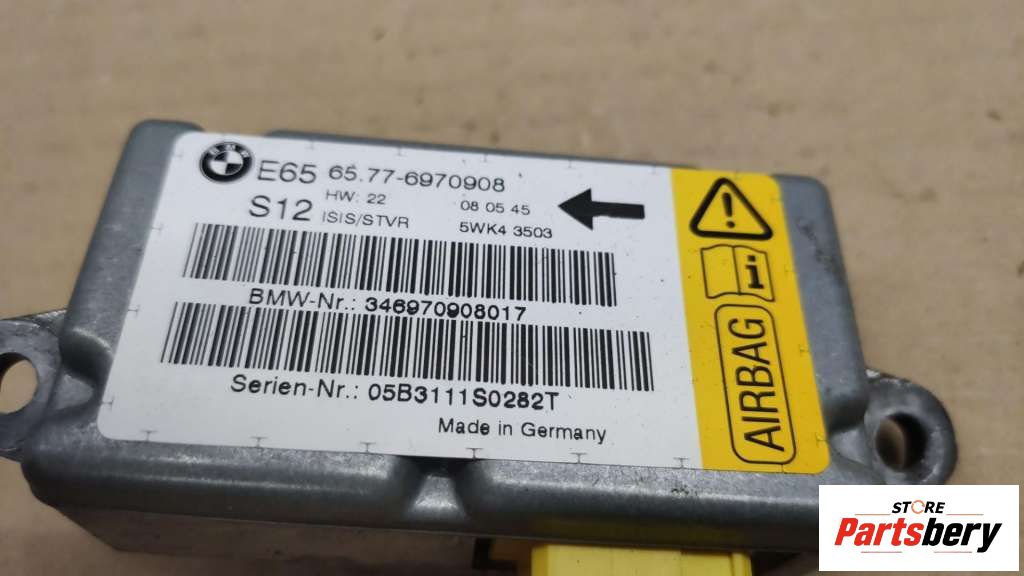 BMW
E65 65.77-6970908
HW: 22 08 05 45
S12 ISIS/STVR 5WK4 3503
BMW-Nr.: 346970908017
Serien-Nr.: 05B3111S0282T
Made in Germany
i
AIRBAG
STORE
Partsbery